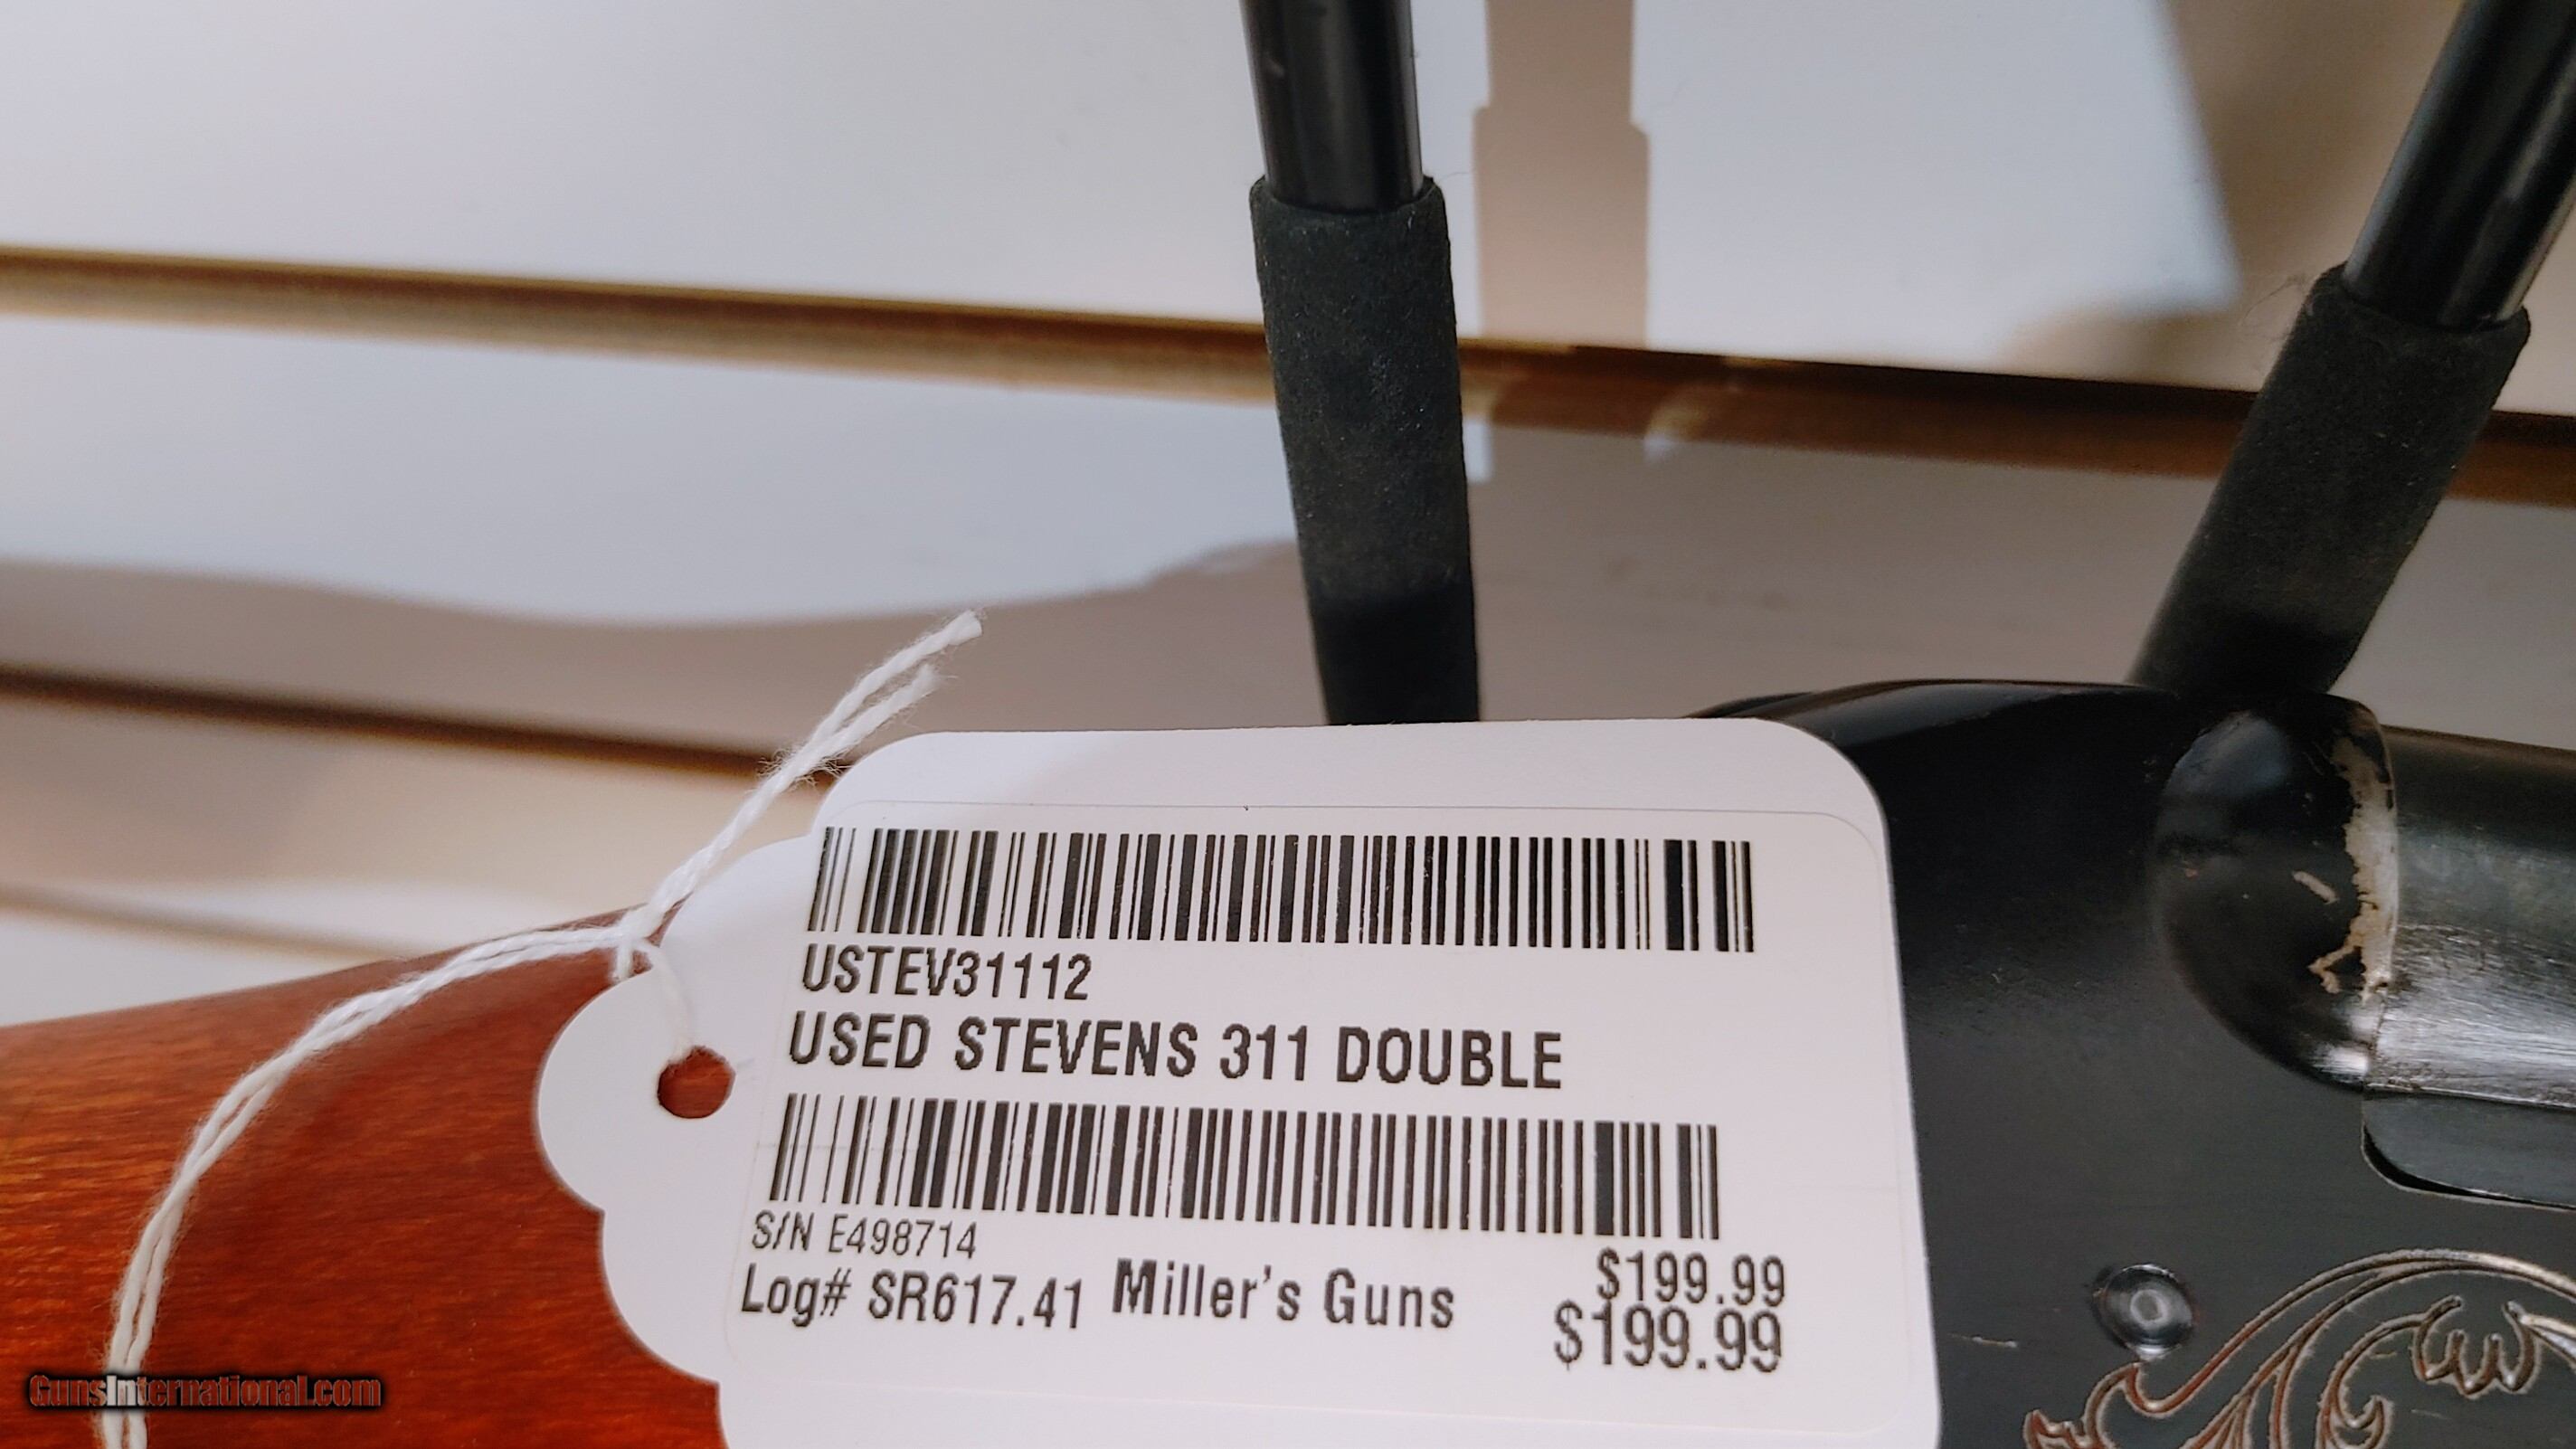 USTEV31112
USED STEVENS 311 DOUBLE
S/N E498714
$199.99
Log# SR617.41 Miller's Guns $199.99
GunsInternational.com